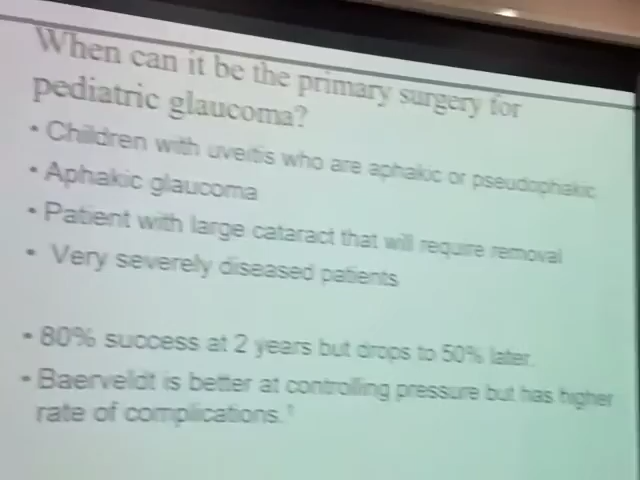 When can it be the primary surgery for
pediatric glaucoma?
• Children with uveitis who are aphakic or pseudophakic
• Aphakic glaucoma
• Patient with large cataract that will require removal
• Very severely diseased patients
• 80% success at 2 years but drops to 50% later.
• Baerveldt is better at controlling pressure but has higher
rate of complications.¹